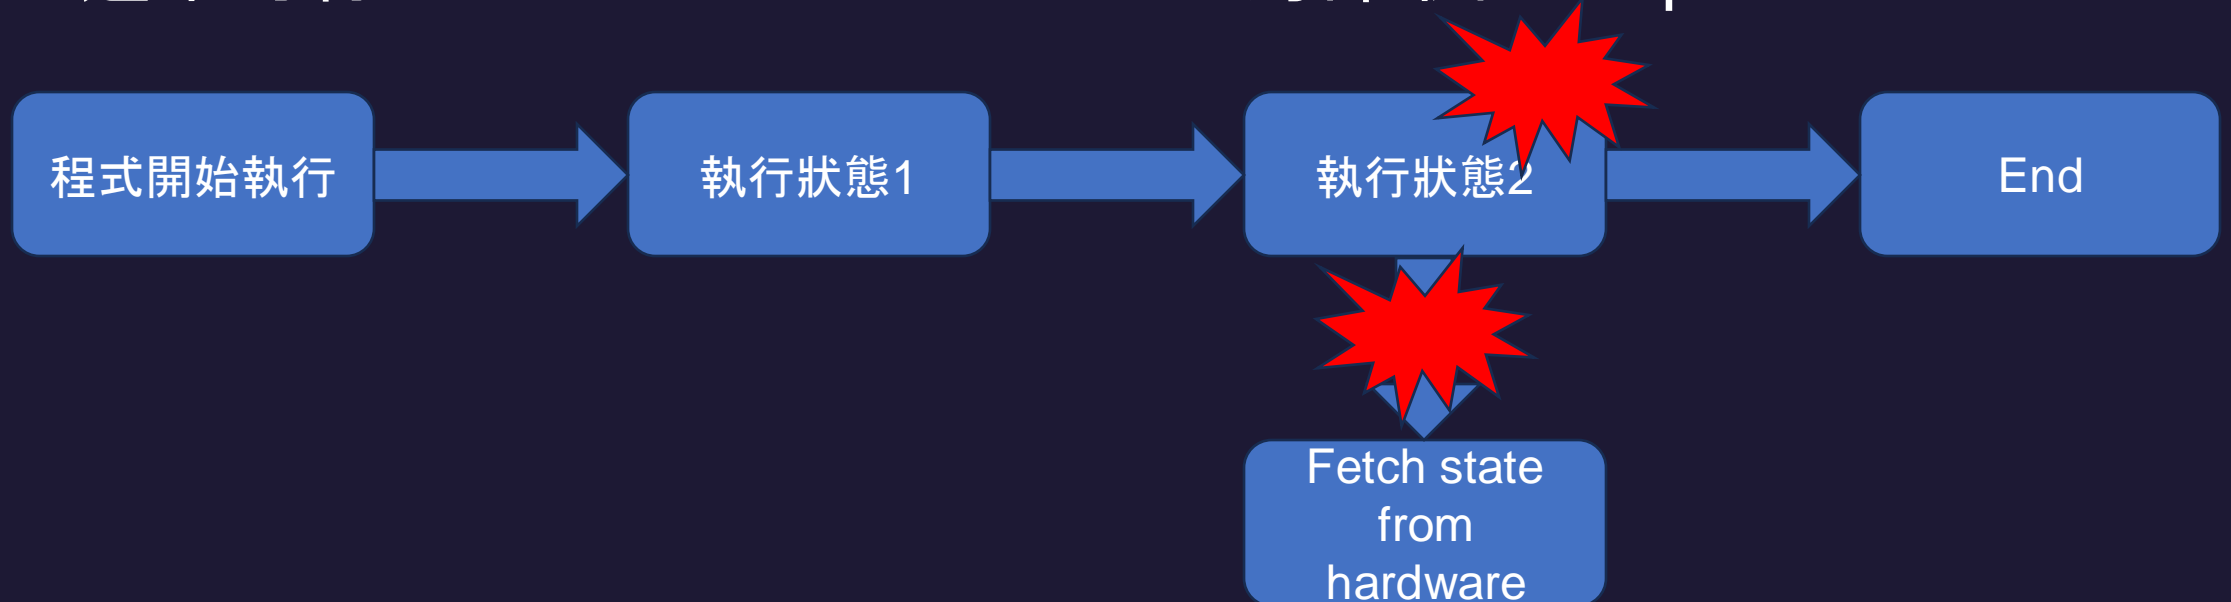 程式開始執行
執行狀態1
執行狀態2
End
Fetch state
from
hardware